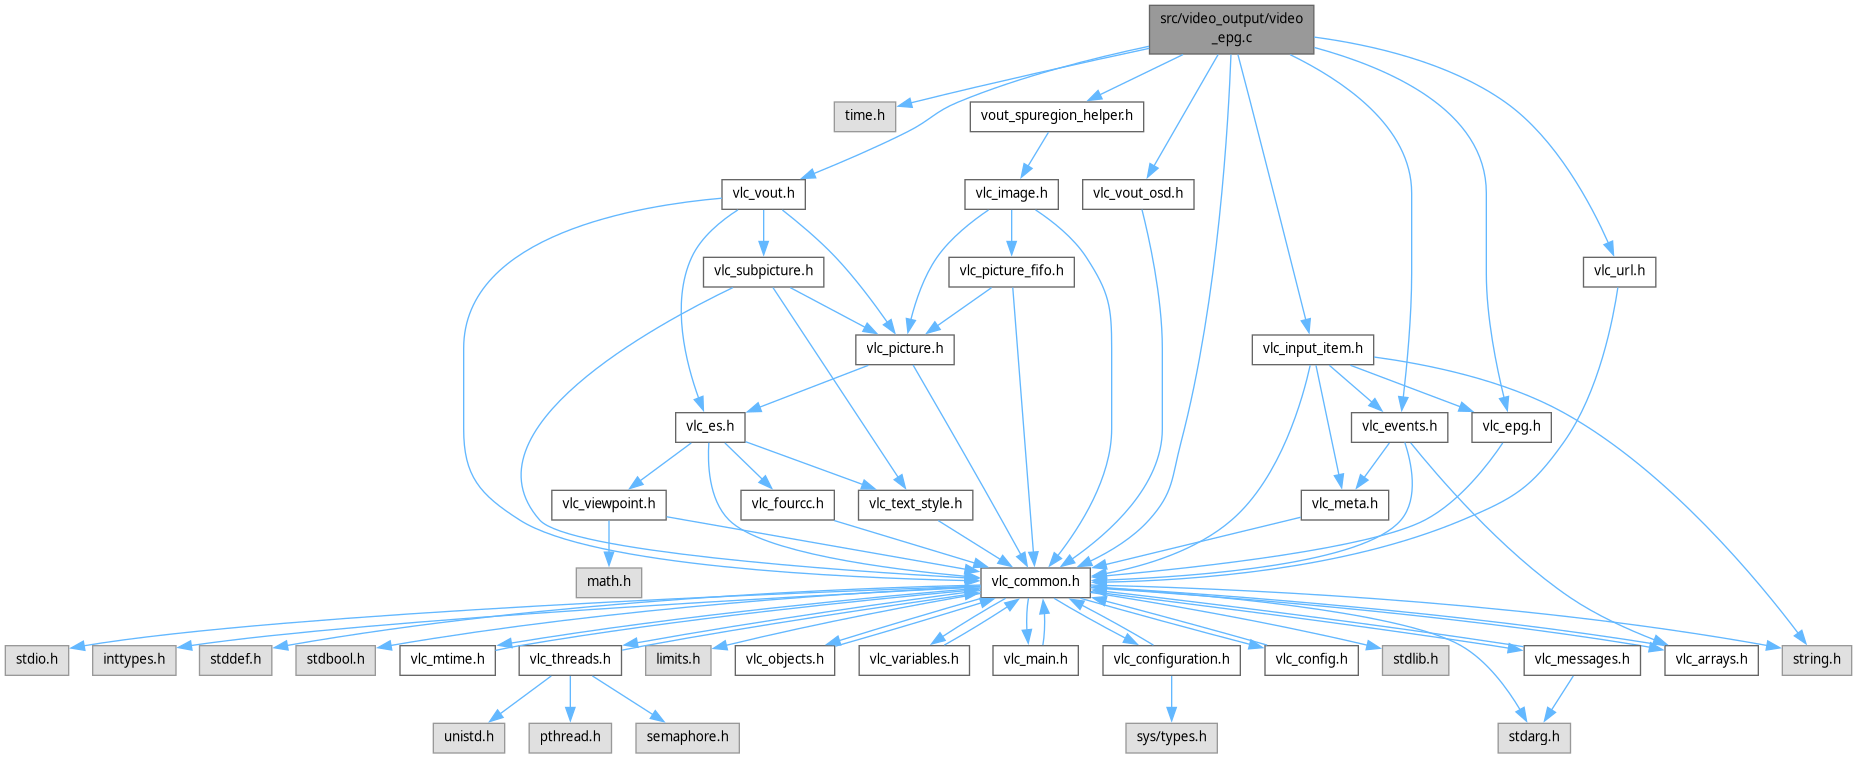 src/video_output/video
_epg.c
time.h
vout_spuregion_helper.h
vlc_vout.h
vlc_image.h
vlc_vout_osd.h
vlc_subpicture.h
vlc_picture_fifo.h
vlc_url.h
vlc_picture.h
vlc_input_item.h
vlc_es.h
vlc_events.h
vlc_epg.h
vlc_viewpoint.h
vlc_fourcc.h
vlc_text_style.h
vlc_meta.h
math.h
vlc_common.h
stdio.h
inttypes.h
stddef.h
stdbool.h
vlc_mtime.h
vlc_threads.h
limits.h
vlc_objects.h
vlc_variables.h
vlc_main.h
vlc_configuration.h
vlc_config.h
stdlib.h
vlc_messages.h
vlc_arrays.h
string.h
unistd.h
pthread.h
semaphore.h
sys/types.h
stdarg.h